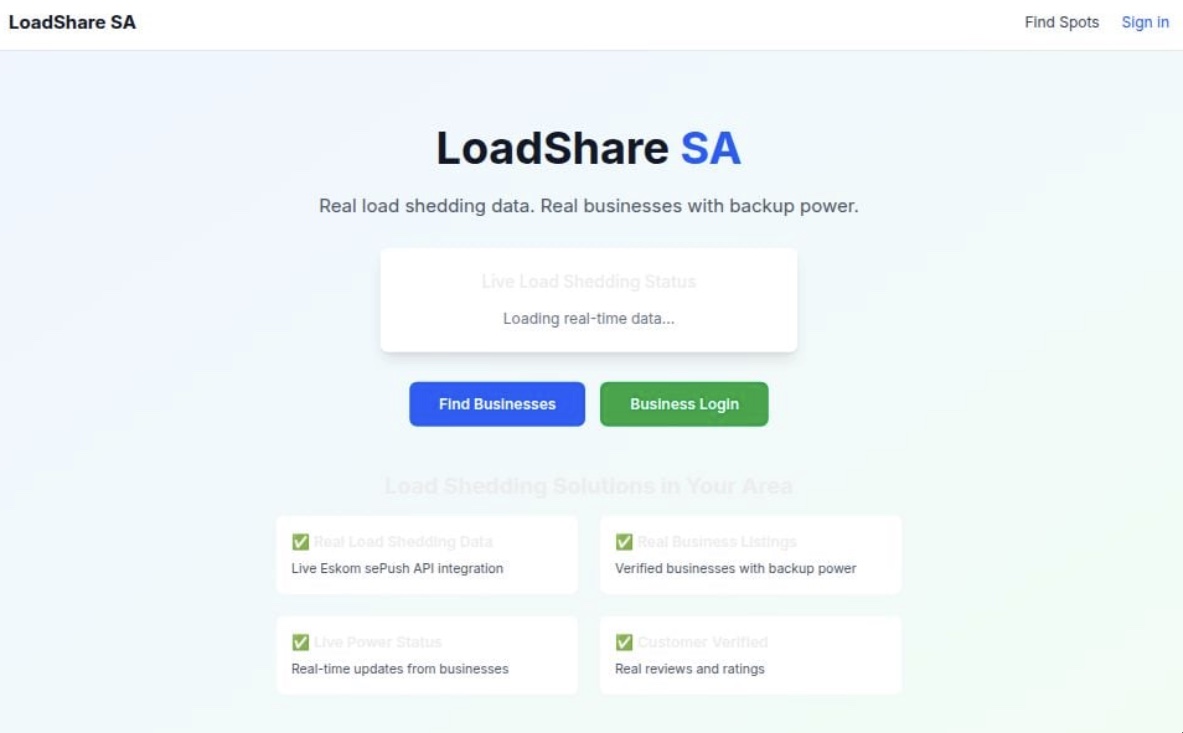 LoadShare SA
Find Spots
Sign in
LoadShare SA
Real load shedding data. Real businesses with backup power.
Live Load Shedding Status
Loading real-time data...
Find Businesses
Business Login
Load Shedding Solutions in Your Area
✅ Real Load Shedding Data
Live Eskom sePush API integration
✅ Real Business Listings
Verified businesses with backup power
✅ Live Power Status
Real-time updates from businesses
✅ Customer Verified
Real reviews and ratings